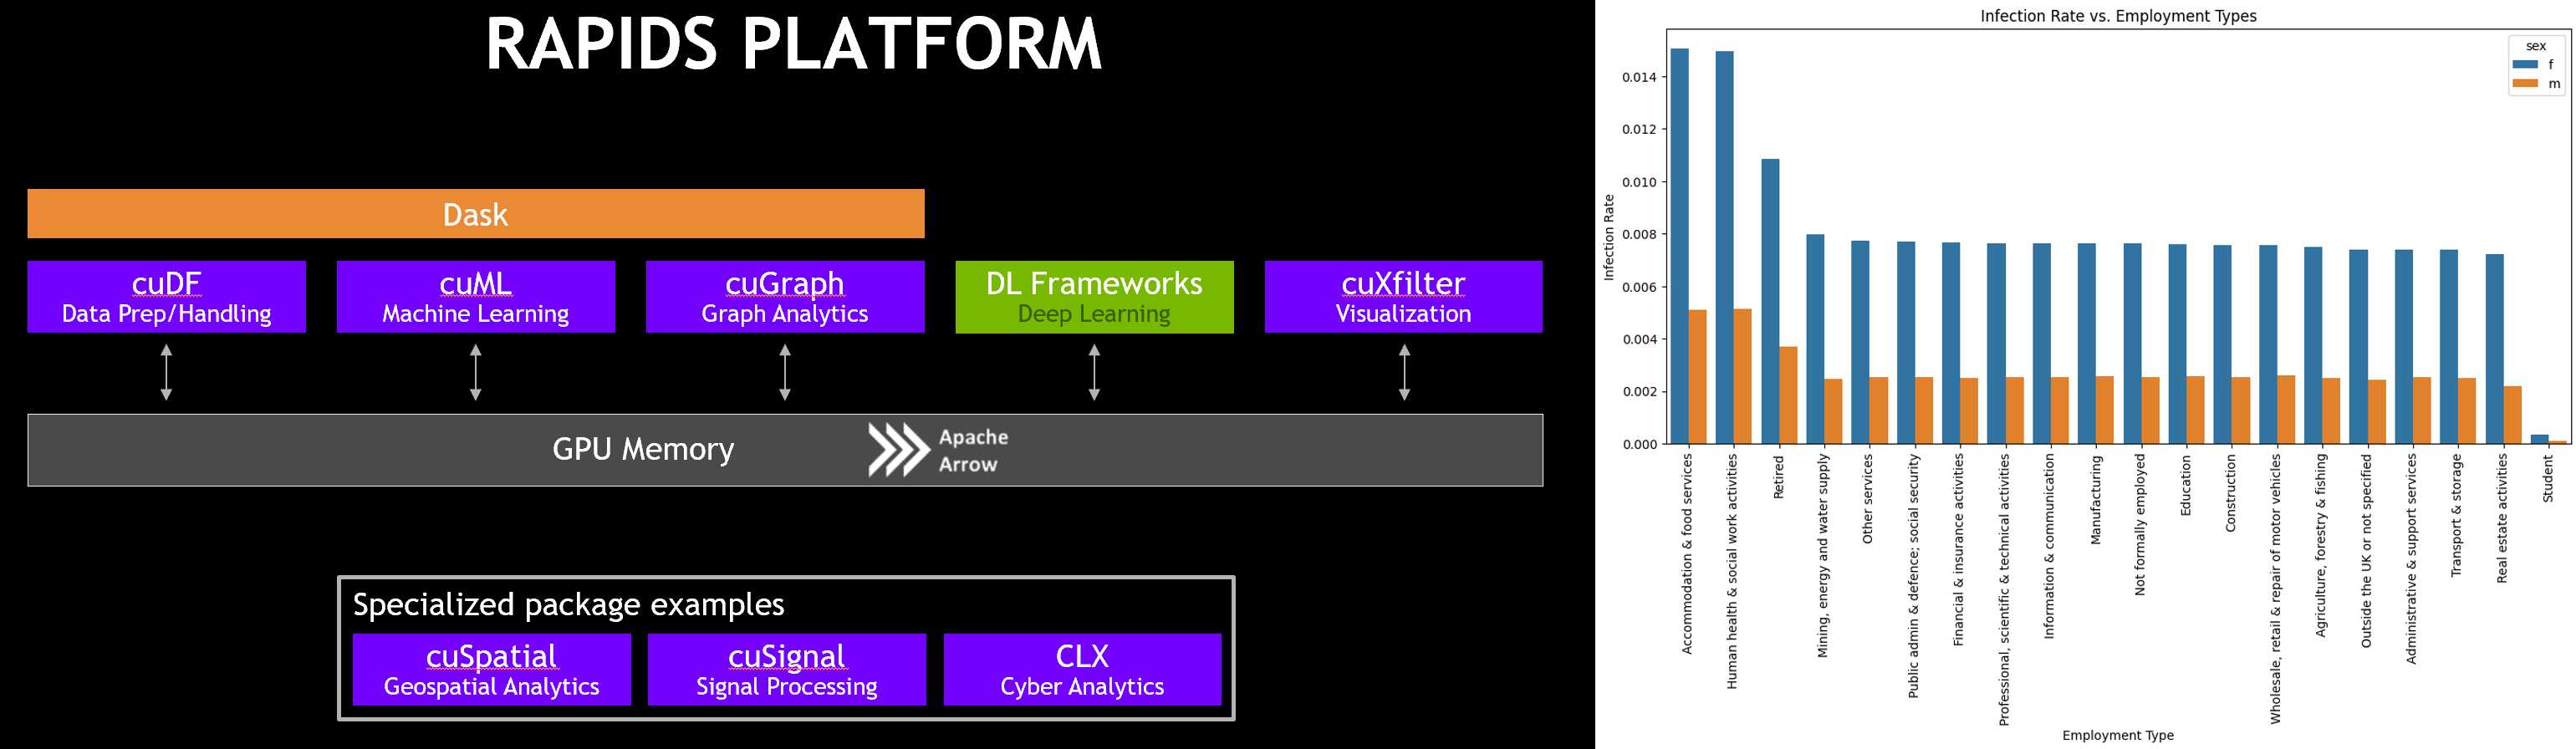 RAPIDS PLATFORM
Dask
cuDF
Data Prep/Handling
cuML
Machine Learning
cuGraph
Graph Analytics
DL Frameworks
Deep Learning
cuXfilter
Visualization
GPU Memory
Apache
Arrow
Specialized package examples
cuSpatial
Geospatial Analytics
cuSignal
Signal Processing
CLX
Cyber Analytics
Infection Rate vs. Employment Types
sex
f
m
Infection Rate
0.014
0.012
0.010
0.008
0.006
0.004
0.002
0.000
Accommodation & food services
Human health & social work activities
Retired
Mining, energy and water supply
Other services
Public admin & defence; social security
Financial & insurance activities
Professional, scientific & technical activities
Information & communication
Manufacturing
Not formally employed
Education
Construction
Wholesale, retail & repair of motor vehicles
Agriculture, forestry & fishing
Outside the UK or not specified
Administrative & support services
Transport & storage
Real estate activities
Student
Employment Type